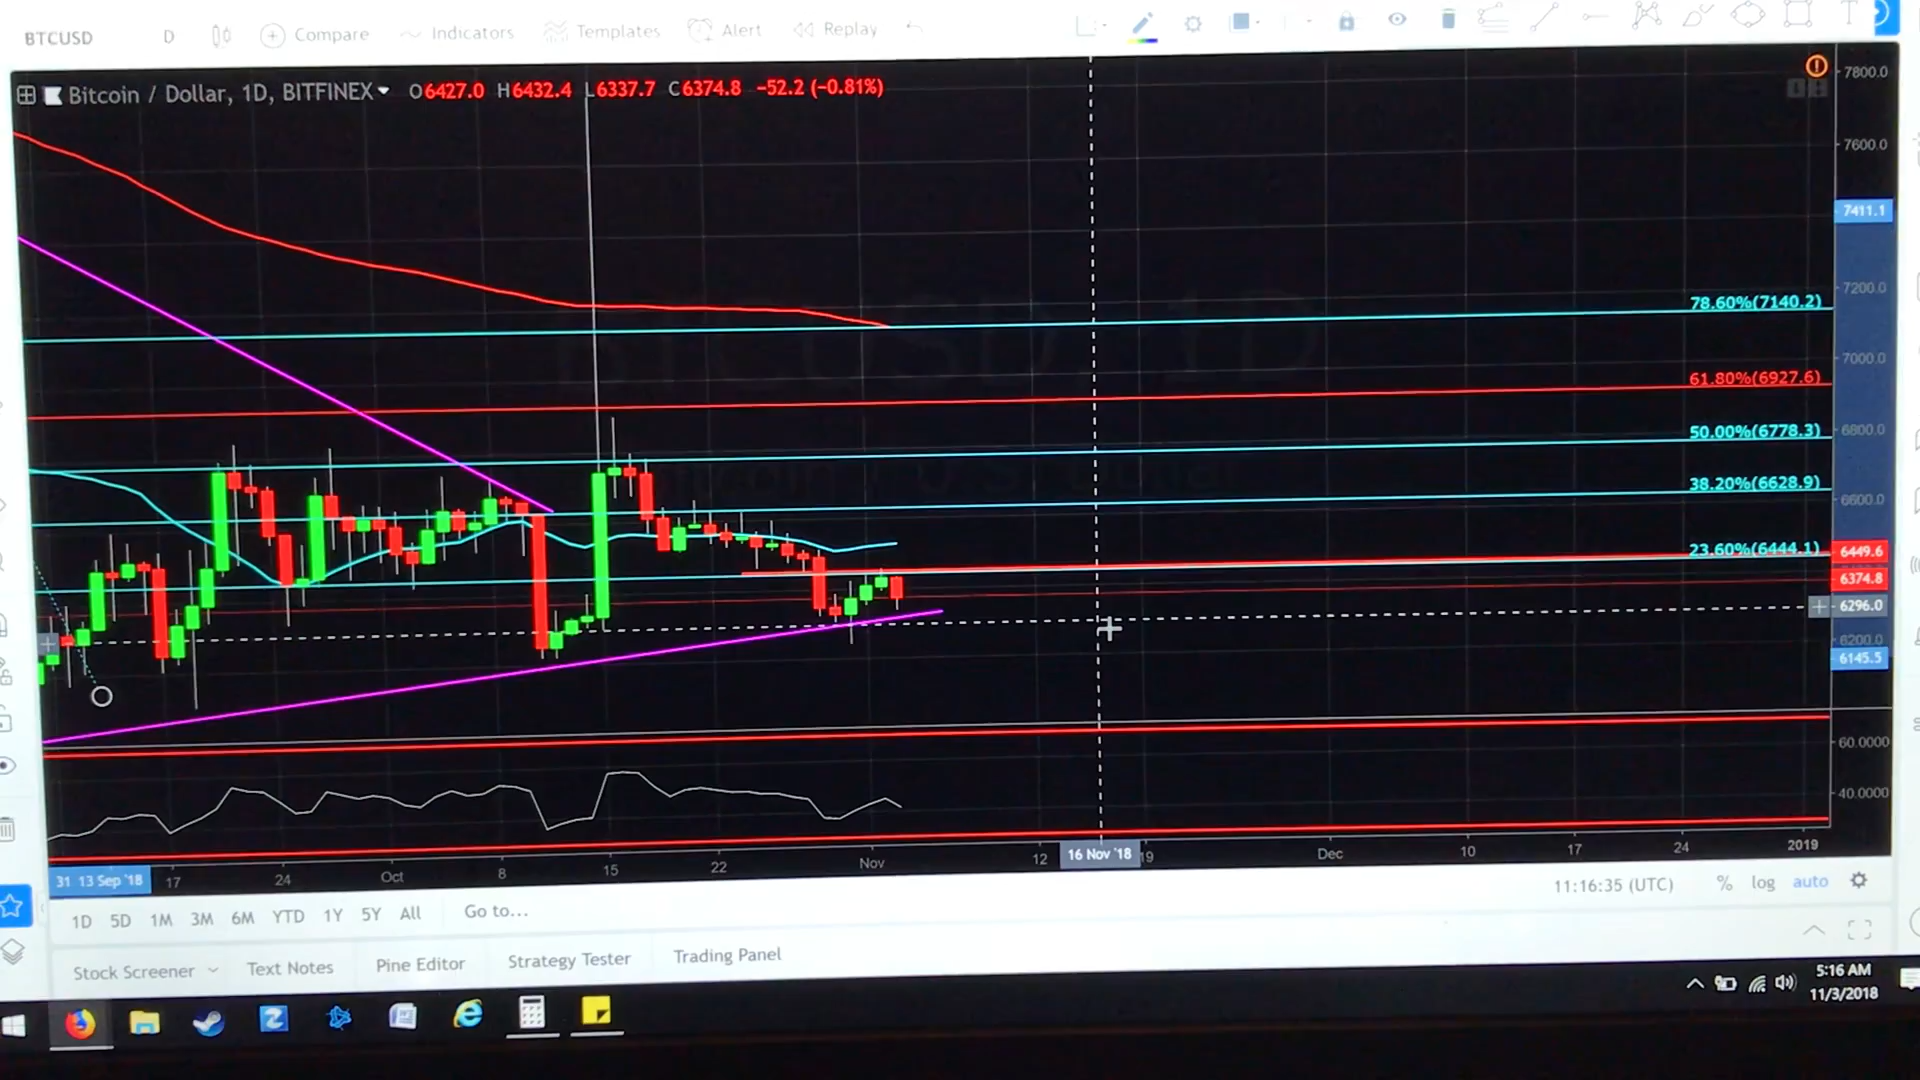 BTCUSD D Compare Indicators Templates Alert Replay
Bitcoin / Dollar, 1D, BITFINEX O6427.0 H6432.4 L6337.7 C6374.8 −52.2 (−0.81%)
7800.0
7600.0
7411.1
7200.0
78.60%(7140.2)
7000.0
61.80%(6927.6)
6800.0
50.00%(6778.3)
38.20%(6628.9)
6600.0
23.60%(6444.1)
6449.6
6374.8
6296.0
6200.0
6145.5
BTCUSD, 1D
60.0000
40.0000
31 13 Sep '18 17 24 Oct 8 15 22 Nov 12 16 Nov '18 19 Dec 10 17 24 2019
1D 5D 1M 3M 6M YTD 1Y 5Y All Go to... 11:16:35 (UTC) % log auto
Stock Screener Text Notes Pine Editor Strategy Tester Trading Panel
5:16 AM
11/3/2018